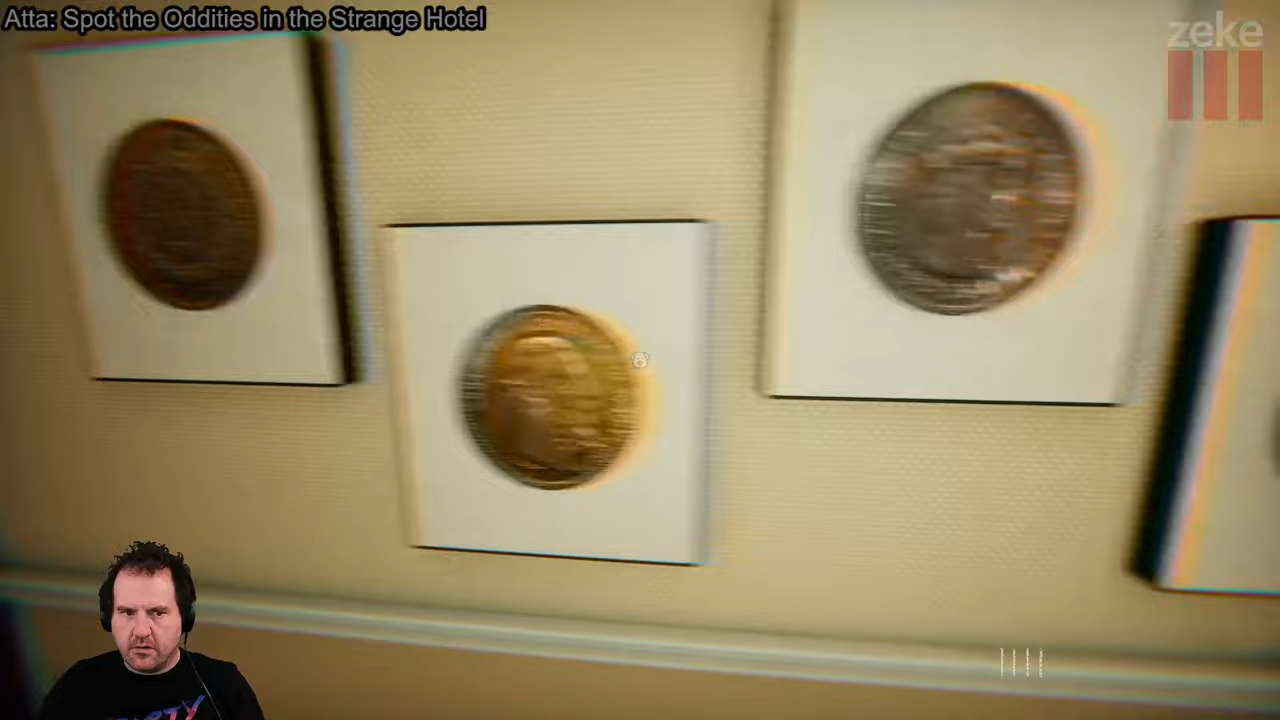 Atta: Spot the Oddities in the Strange Hotel
zeke